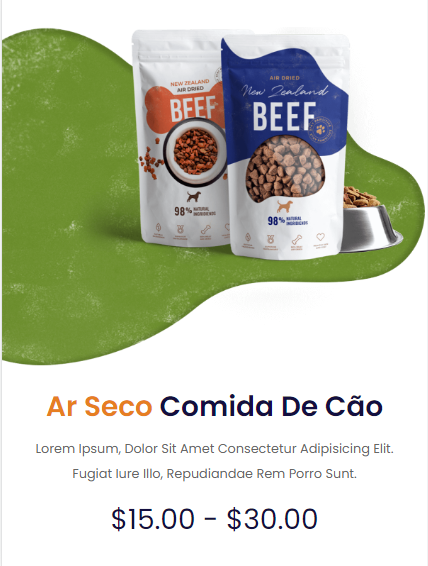 NEW ZEALAND
AIR DRIED
BEEF
98% NATURAL
INGREDIENTS
AIR DRIED
New Zealand
BEEF
98% NATURAL
INGREDIENTS
Ar Seco Comida De Cão
Lorem Ipsum, Dolor Sit Amet Consectetur Adipisicing Elit.
Fugiat Iure Illo, Repudiandae Rem Porro Sunt.
$15.00 - $30.00